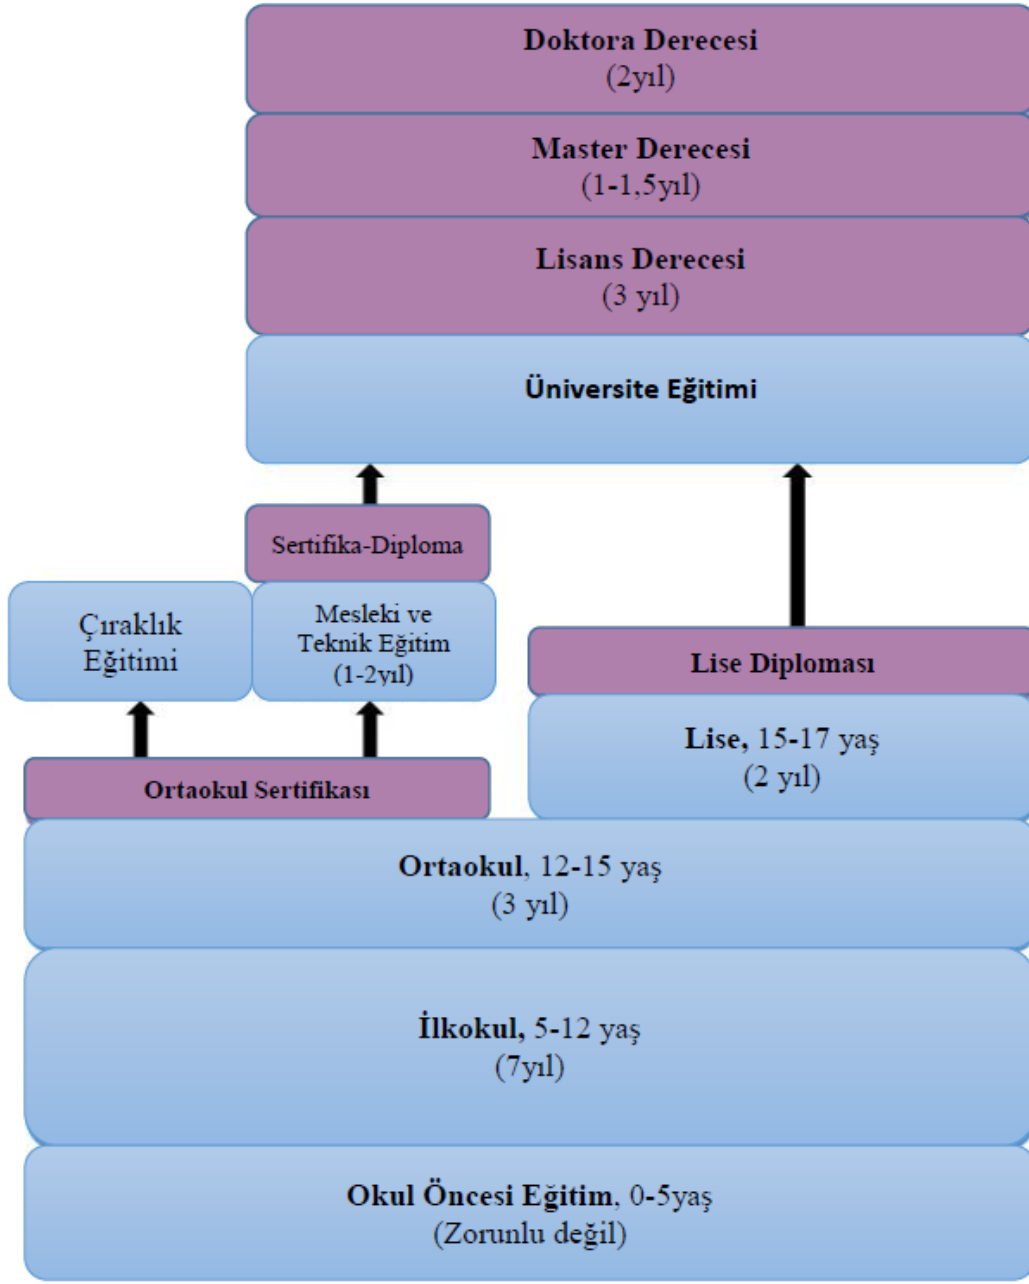 Doktora Derecesi
(2yıl)
Master Derecesi
(1-1,5yıl)
Lisans Derecesi
(3 yıl)
Üniversite Eğitimi
Sertifika-Diploma
Çıraklık
Eğitimi
Mesleki ve
Teknik Eğitim
(1-2yıl)
Lise Diploması
Lise, 15-17 yaş
(2 yıl)
Ortaokul Sertifikası
Ortaokul, 12-15 yaş
(3 yıl)
İlkokul, 5-12 yaş
(7yıl)
Okul Öncesi Eğitim, 0-5yaş
(Zorunlu değil)